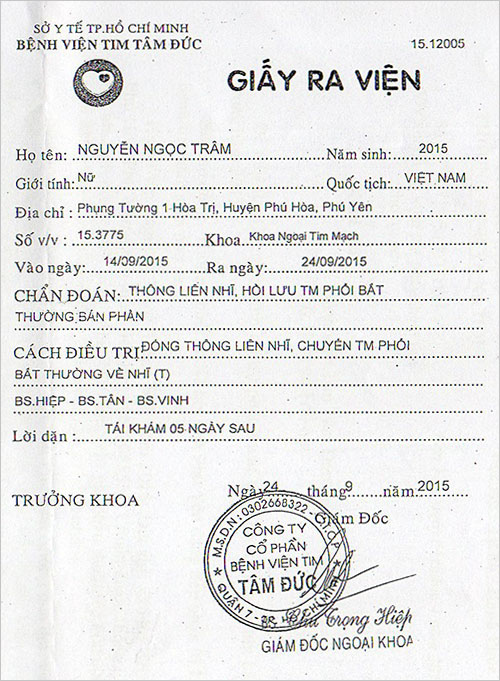 SỞ Y TẾ TP.HỒ CHÍ MINH
BỆNH VIỆN TIM TÂM ĐỨC
15.12005
GIẤY RA VIỆN
Họ tên: NGUYỄN NGỌC TRÂM Năm sinh: 2015
Giới tính: Nữ Quốc tịch: VIỆT NAM
Địa chỉ : Phụng Tường 1 Hòa Trị, Huyện Phú Hòa, Phú Yên
Số v/v : 15.3775 Khoa Khoa Ngoại Tim Mạch
Vào ngày: 14/09/2015 Ra ngày: 24/09/2015
CHẨN ĐOÁN: THÔNG LIÊN NHĨ, HỒI LƯU TM PHỔI BẤT
THƯỜNG BÁN PHẦN
CÁCH ĐIỀU TRỊ: ĐÓNG THÔNG LIÊN NHĨ, CHUYỂN TM PHỔI
BẤT THƯỜNG VỀ NHĨ (T)
BS.HIỆP - BS.TÂN - BS.VINH
Lời dặn : TÁI KHÁM 05 NGÀY SAU
Ngày 24 tháng 9 năm 2015
TRƯỞNG KHOA Giám Đốc
M.S.D.N: 0302668322 - C.T.C.P
CÔNG TY
CỔ PHẦN
BỆNH VIỆN TIM
TÂM ĐỨC
QUẬN 7 - TP. HỒ CHÍ MINH
BS. Chu Trọng Hiệp
GIÁM ĐỐC NGOẠI KHOA